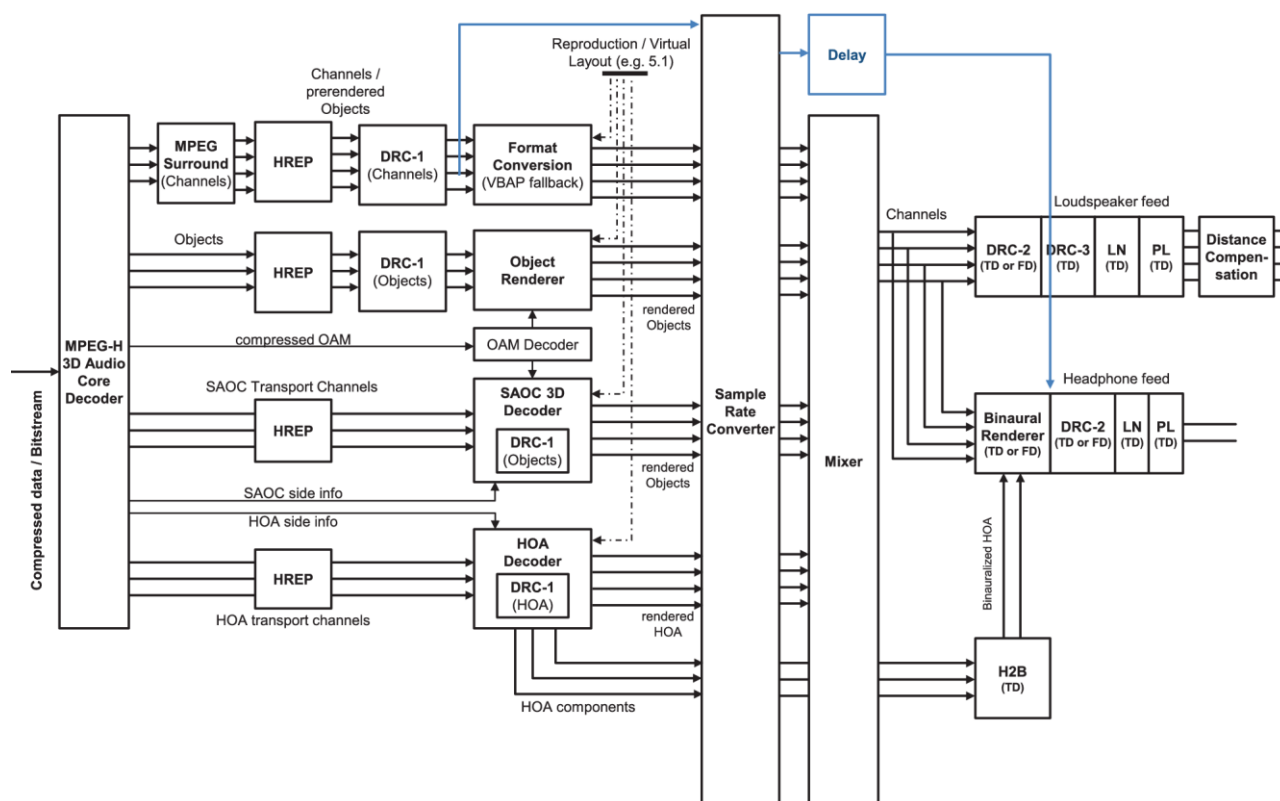 Reproduction / Virtual
Layout (e.g. 5.1)
Delay
Channels /
prerendered
Objects
MPEG
Surround
(Channels)
HREP
DRC-1
(Channels)
Format
Conversion
(VBAP fallback)
Objects
HREP
DRC-1
(Objects)
Object
Renderer
rendered
Objects
compressed OAM
OAM Decoder
MPEG-H
3D Audio
Core
Decoder
Compressed data / Bitstream
SAOC Transport Channels
HREP
SAOC 3D
Decoder
DRC-1
(Objects)
rendered
Objects
SAOC side info
HOA side info
HREP
HOA transport channels
HOA
Decoder
DRC-1
(HOA)
rendered
HOA
HOA components
Sample
Rate
Converter
Mixer
Channels
Loudspeaker feed
DRC-2
(TD or FD)
DRC-3
(TD)
LN
(TD)
PL
(TD)
Distance
Compen-
sation
Headphone feed
Binaural
Renderer
(TD or FD)
DRC-2
(TD or FD)
LN
(TD)
PL
(TD)
Binauralized HOA
H2B
(TD)